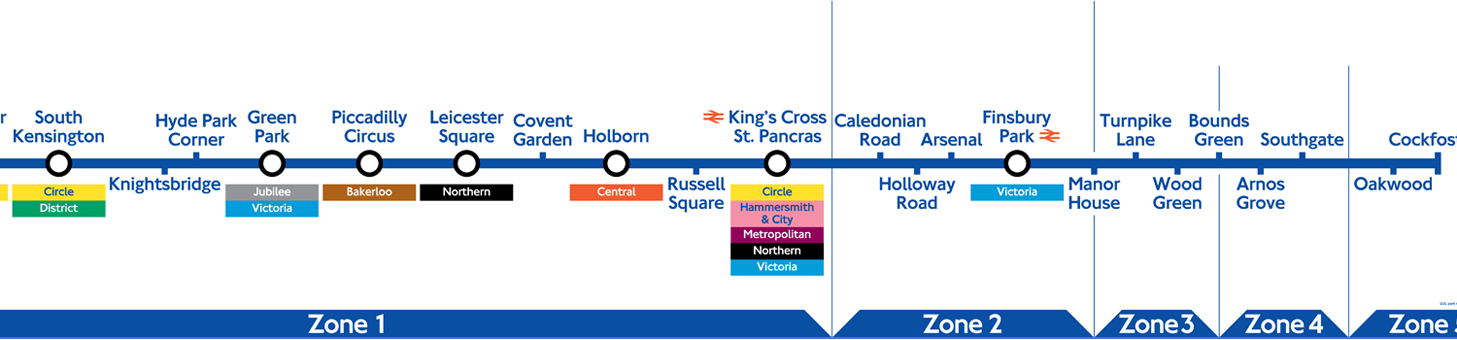 r
South
Kensington
Circle
District
Knightsbridge
Hyde Park
Corner
Green
Park
Jubilee
Victoria
Piccadilly
Circus
Bakerloo
Leicester
Square
Northern
Covent
Garden
Holborn
Central
Russell
Square
King's Cross
St. Pancras
Circle
Hammersmith
& City
Metropolitan
Northern
Victoria
Caledonian
Road
Holloway
Road
Arsenal
Finsbury
Park
Victoria
Manor
House
Turnpike
Lane
Wood
Green
Bounds
Green
Arnos
Grove
Southgate
Oakwood
Cockfos
Zone 1
Zone 2
Zone 3
Zone 4
Zone 5